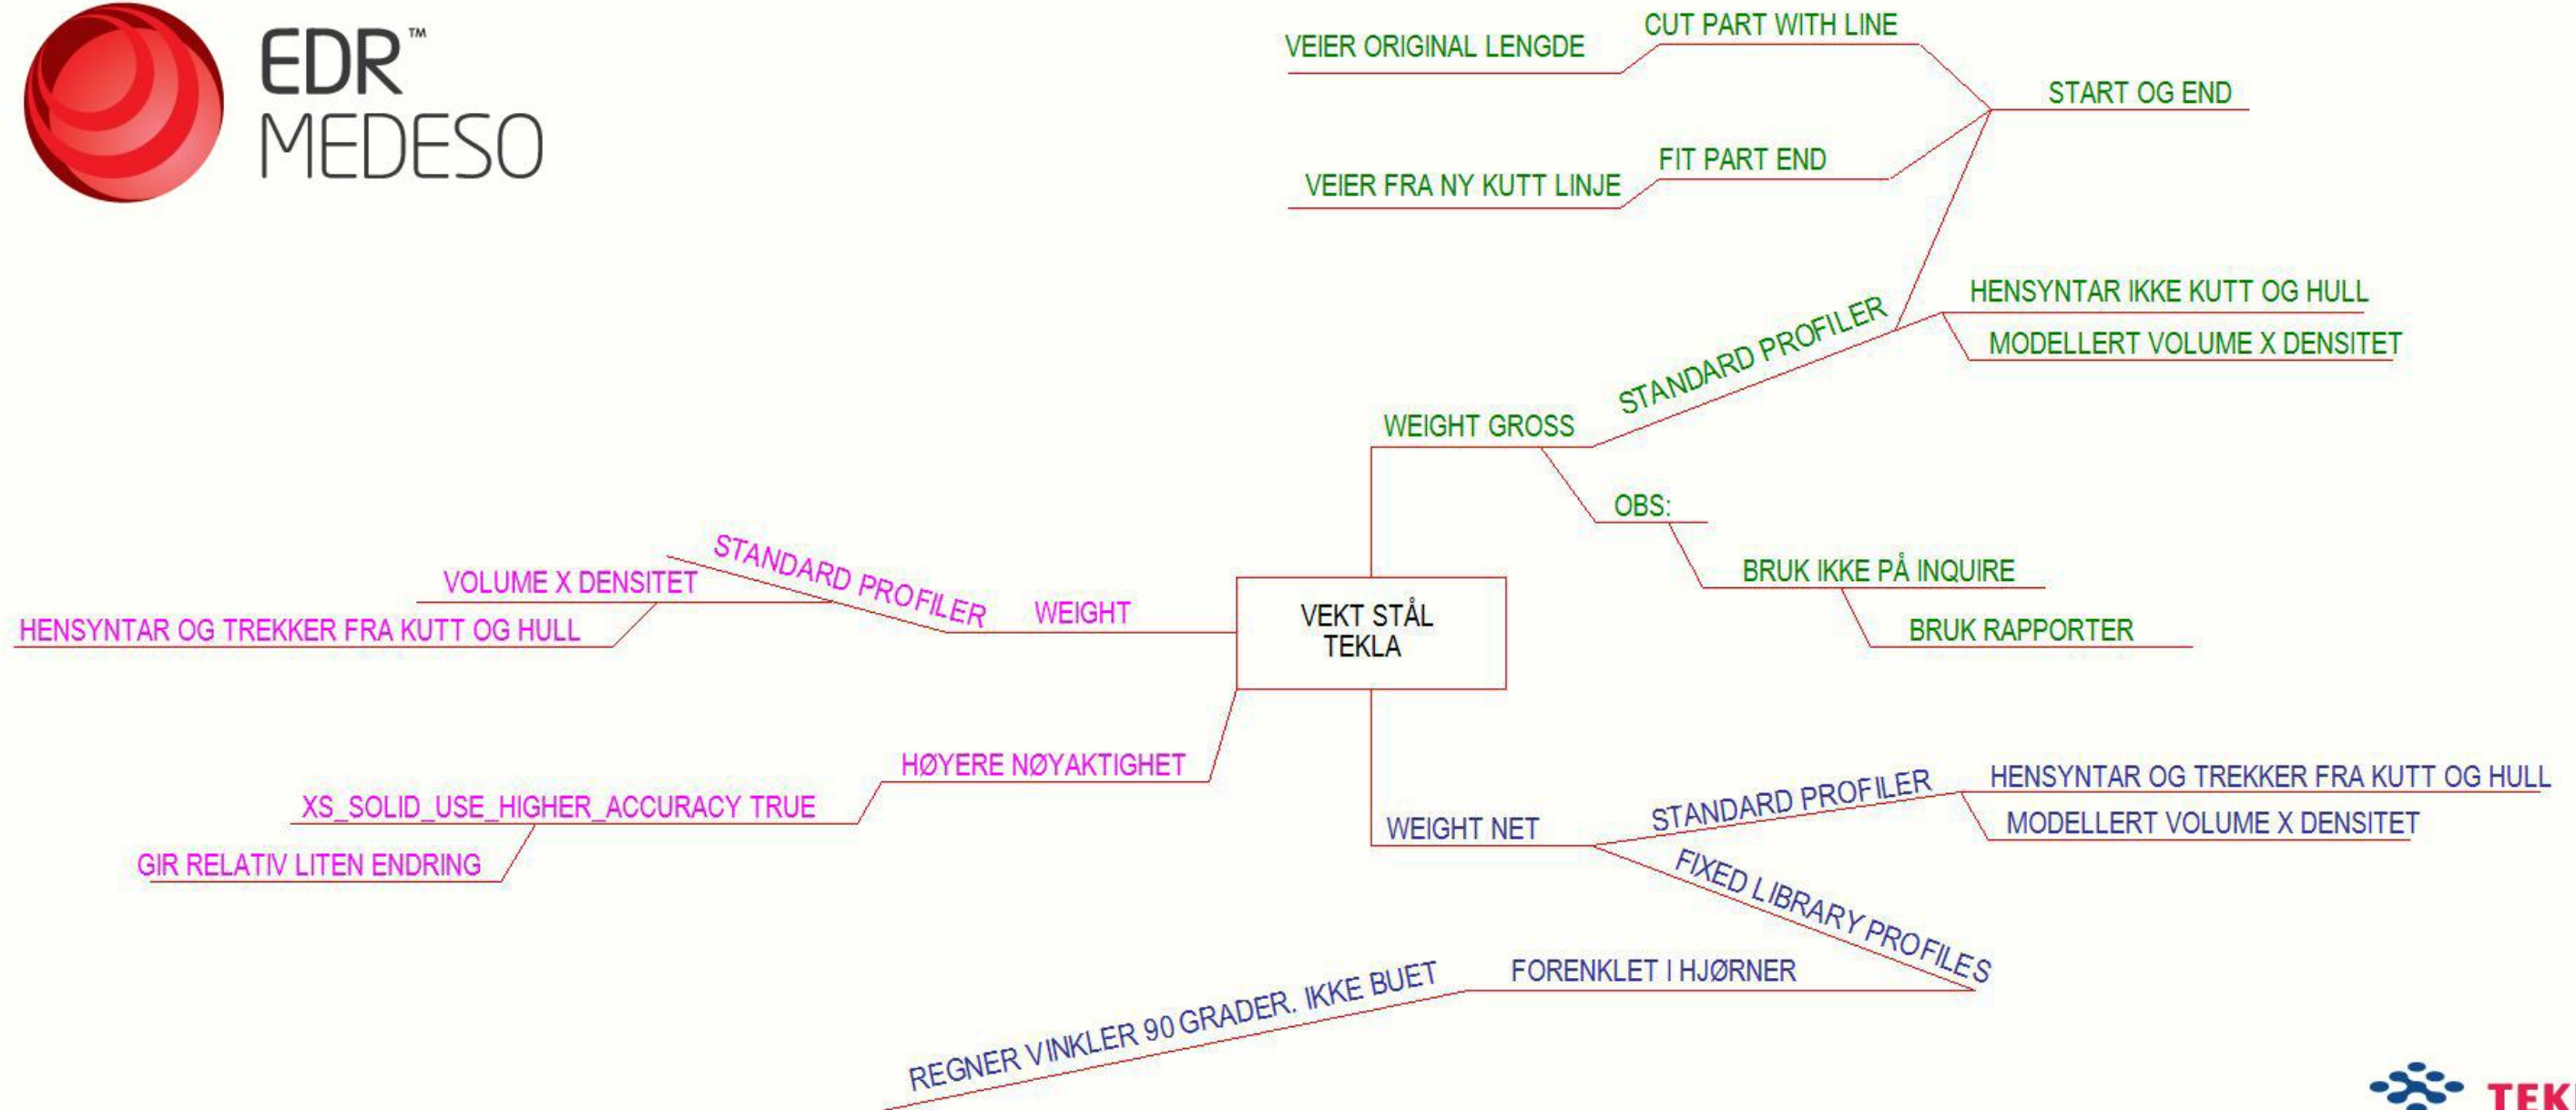 EDR™
MEDESO
CUT PART WITH LINE
VEIER ORIGINAL LENGDE
START OG END
FIT PART END
VEIER FRA NY KUTT LINJE
HENSYNTAR IKKE KUTT OG HULL
STANDARD PROFILER
MODELLERT VOLUME X DENSITET
WEIGHT GROSS
OBS:
BRUK IKKE PÅ INQUIRE
BRUK RAPPORTER
STANDARD PROFILER
VOLUME X DENSITET
WEIGHT
HENSYNTAR OG TREKKER FRA KUTT OG HULL
VEKT STÅL
TEKLA
HØYERE NØYAKTIGHET
XS_SOLID_USE_HIGHER_ACCURACY TRUE
GIR RELATIV LITEN ENDRING
STANDARD PROFILER
HENSYNTAR OG TREKKER FRA KUTT OG HULL
MODELLERT VOLUME X DENSITET
WEIGHT NET
FIXED LIBRARY PROFILES
FORENKLET I HJØRNER
REGNER VINKLER 90 GRADER. IKKE BUET